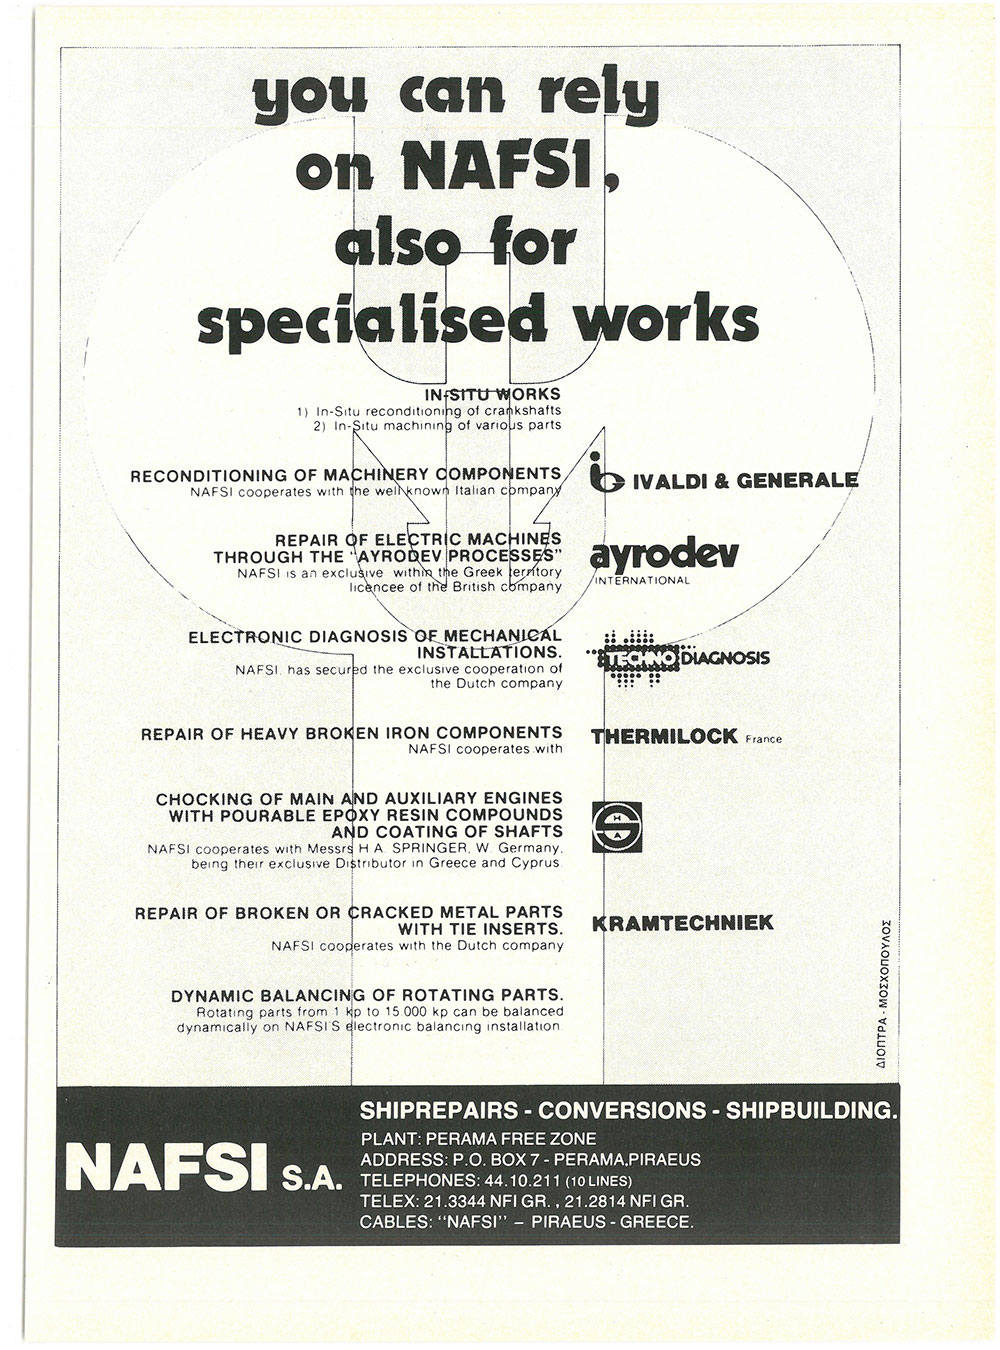 you can rely
on NAFSI,
also for
specialised works
IN-SITU WORKS
1) In-Situ reconditioning of crankshafts
2) In-Situ machining of various parts
RECONDITIONING OF MACHINERY COMPONENTS
NAFSI cooperates with the well known Italian company
IVALDI & GENERALE
REPAIR OF ELECTRIC MACHINES
THROUGH THE "AYRODEV PROCESSES"
NAFSI is an exclusive within the Greek territory
licencee of the British company
ayrodev
INTERNATIONAL
ELECTRONIC DIAGNOSIS OF MECHANICAL
INSTALLATIONS.
NAFSI. has secured the exclusive cooperation of
the Dutch company
TECHNO DIAGNOSIS
REPAIR OF HEAVY BROKEN IRON COMPONENTS
NAFSI cooperates with
THERMILOCK France
CHOCKING OF MAIN AND AUXILIARY ENGINES
WITH POURABLE EPOXY RESIN COMPOUNDS
AND COATING OF SHAFTS
NAFSI cooperates with Messrs H.A. SPRINGER, W. Germany,
being their exclusive Distributor in Greece and Cyprus.
H S A
REPAIR OF BROKEN OR CRACKED METAL PARTS
WITH TIE INSERTS.
NAFSI cooperates with the Dutch company
KRAMTECHNIEK
DYNAMIC BALANCING OF ROTATING PARTS.
Rotating parts from 1 kp to 15.000 kp can be balanced
dynamically on NAFSI'S electronic balancing installation.
ΔΙΟΠΤΡΑ - ΜΟΣΧΟΠΟΥΛΟΣ
NAFSI S.A.
SHIPREPAIRS - CONVERSIONS - SHIPBUILDING.
PLANT: PERAMA FREE ZONE
ADDRESS: P.O. BOX 7 - PERAMA,PIRAEUS
TELEPHONES: 44.10.211 (10 LINES)
TELEX: 21.3344 NFI GR. , 21.2814 NFI GR.
CABLES: "NAFSI" – PIRAEUS - GREECE.